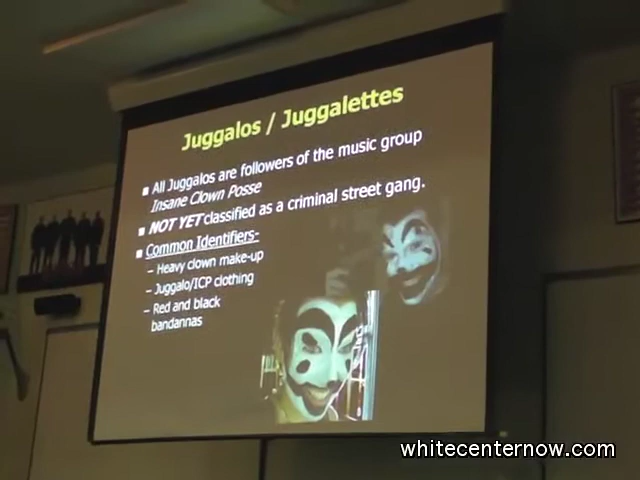 Juggalos / Juggalettes
■ All Juggalos are followers of the music group
Insane Clown Posse
■ NOT YET classified as a criminal street gang.
■ Common Identifiers-
– Heavy clown make-up
– Juggalo/ICP clothing
– Red and black
bandannas
whitecenternow.com